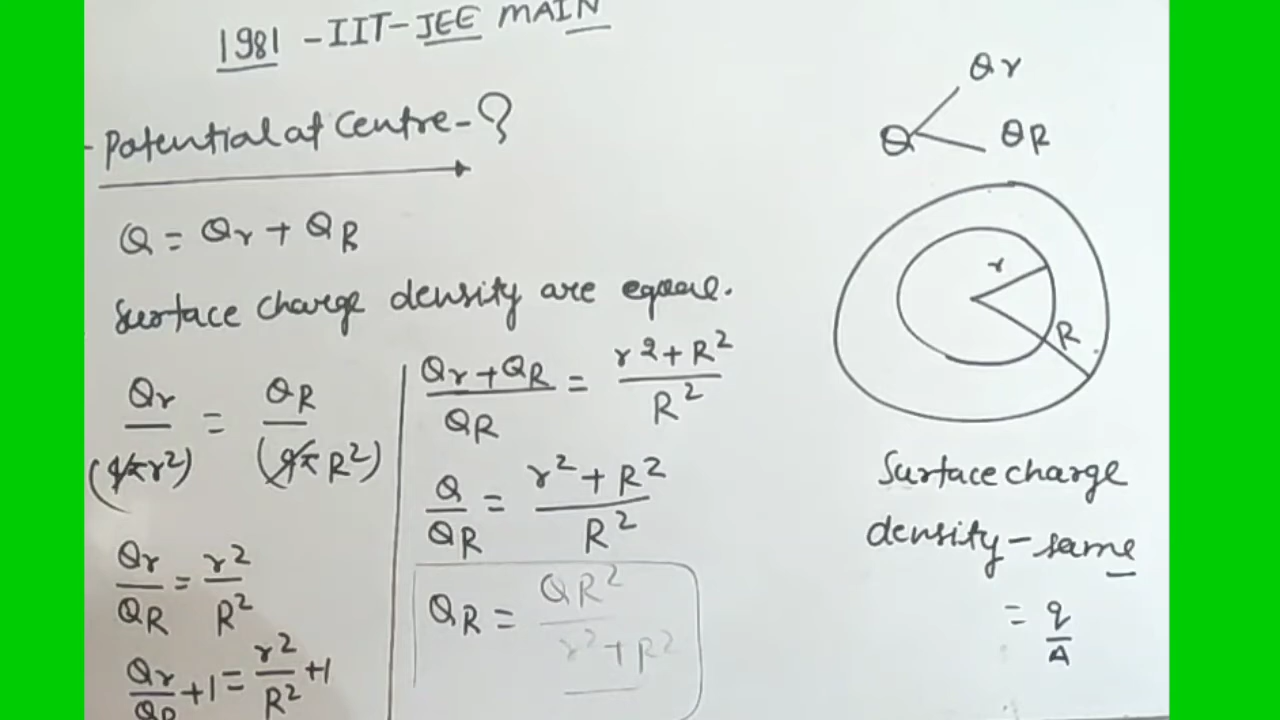 1981 - IIT-JEE MAIN
- Potential at Centre - ?
Q = Qr + QR
Surface charge density are equal.
Qr/(4πr²) = QR/(4πR²)
Qr/QR = r²/R²
Qr/QR + 1 = r²/R² + 1
(Qr + QR)/QR = (r² + R²)/R²
Q/QR = (r² + R²)/R²
QR = QR²/(r² + R²)
Qr
Q
QR
r
R
Surface charge
density - same
= q/A